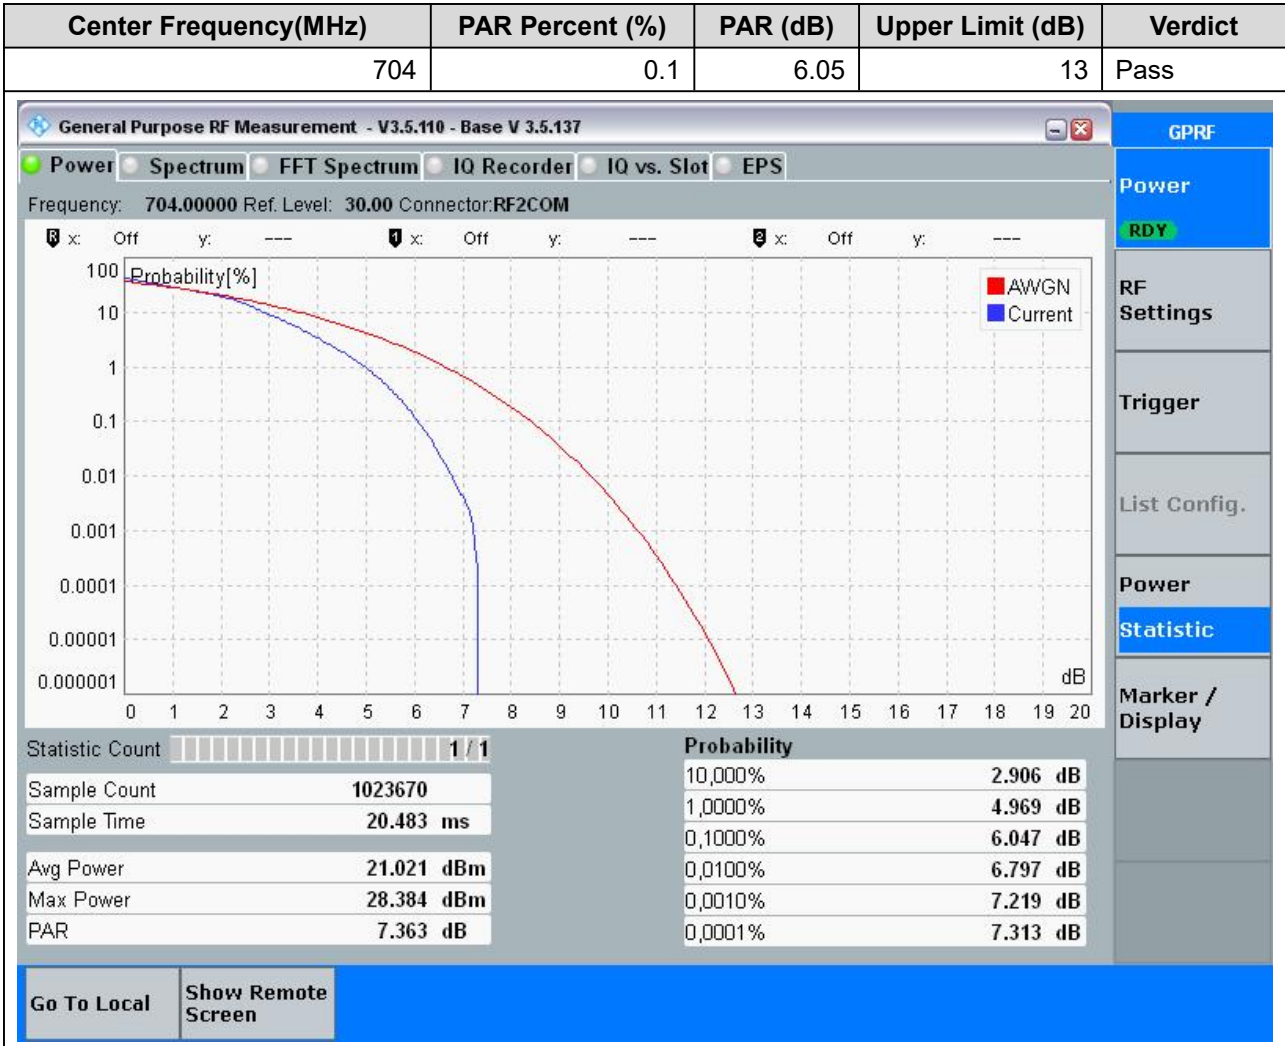 Center Frequency(MHz) PAR Percent (%) PAR (dB) Upper Limit (dB) Verdict
704 0.1 6.05 13 Pass
General Purpose RF Measurement - V3.5.110 - Base V 3.5.137
GPRF
Power Spectrum FFT Spectrum IQ Recorder IQ vs. Slot EPS
Frequency: 704.00000 Ref. Level: 30.00 Connector:RF2COM
R x: Off y: --- 1 x: Off y: --- 2 x: Off y: ---
Probability[%]
AWGN
Current
100
10
1
0.1
0.01
0.001
0.0001
0.00001
0.000001
dB
0 1 2 3 4 5 6 7 8 9 10 11 12 13 14 15 16 17 18 19 20
Statistic Count 1 / 1
Sample Count 1023670
Sample Time 20.483 ms
Avg Power 21.021 dBm
Max Power 28.384 dBm
PAR 7.363 dB
Probability
10,000% 2.906 dB
1,0000% 4.969 dB
0,1000% 6.047 dB
0,0100% 6.797 dB
0,0010% 7.219 dB
0,0001% 7.313 dB
Power
RDY
RF
Settings
Trigger
List Config.
Power
Statistic
Marker /
Display
Go To Local
Show Remote
Screen